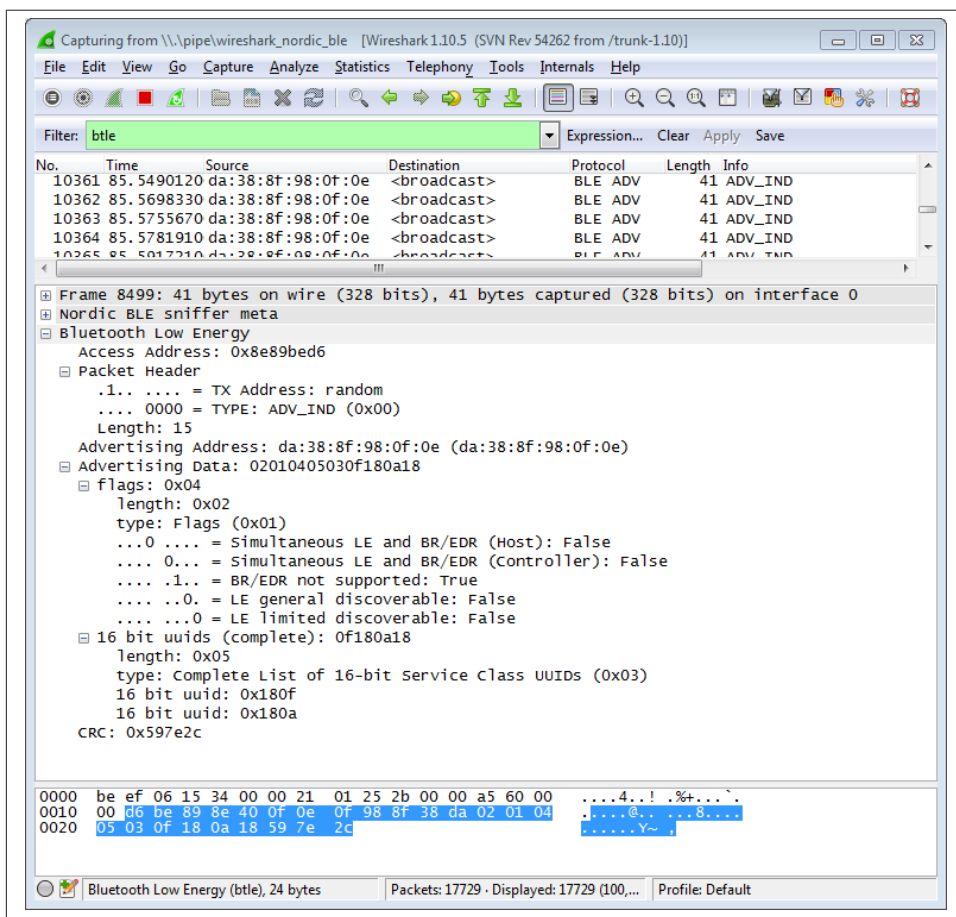 Capturing from \\.\pipe\wireshark_nordic_ble [Wireshark 1.10.5 (SVN Rev 54262 from /trunk-1.10)]
File Edit View Go Capture Analyze Statistics Telephony Tools Internals Help
Filter: btle Expression... Clear Apply Save
No. Time Source Destination Protocol Length Info
10361 85.5490120 da:38:8f:98:0f:0e <broadcast> BLE ADV 41 ADV_IND
10362 85.5698330 da:38:8f:98:0f:0e <broadcast> BLE ADV 41 ADV_IND
10363 85.5755670 da:38:8f:98:0f:0e <broadcast> BLE ADV 41 ADV_IND
10364 85.5781910 da:38:8f:98:0f:0e <broadcast> BLE ADV 41 ADV_IND
10365 85.5917210 da:38:8f:98:0f:0e <broadcast> BLE ADV 41 ADV_IND
Frame 8499: 41 bytes on wire (328 bits), 41 bytes captured (328 bits) on interface 0
Nordic BLE sniffer meta
Bluetooth Low Energy
Access Address: 0x8e89bed6
Packet Header
.1.. .... = TX Address: random
.... 0000 = TYPE: ADV_IND (0x00)
Length: 15
Advertising Address: da:38:8f:98:0f:0e (da:38:8f:98:0f:0e)
Advertising Data: 02010405030f180a18
flags: 0x04
length: 0x02
type: Flags (0x01)
...0 .... = Simultaneous LE and BR/EDR (Host): False
.... 0... = Simultaneous LE and BR/EDR (Controller): False
.... .1.. = BR/EDR not supported: True
.... ..0. = LE general discoverable: False
.... ...0 = LE limited discoverable: False
16 bit uuids (complete): 0f180a18
length: 0x05
type: Complete List of 16-bit Service Class UUIDs (0x03)
16 bit uuid: 0x180f
16 bit uuid: 0x180a
CRC: 0x597e2c
0000 be ef 06 15 34 00 00 21 01 25 2b 00 00 a5 60 00 ....4..! .%+...`.
0010 00 d6 be 89 8e 40 0f 0e 0f 98 8f 38 da 02 01 04 .....@.. ...8....
0020 05 03 0f 18 0a 18 59 7e 2c ......Y~ ,
Bluetooth Low Energy (btle), 24 bytes Packets: 17729 · Displayed: 17729 (100,... Profile: Default